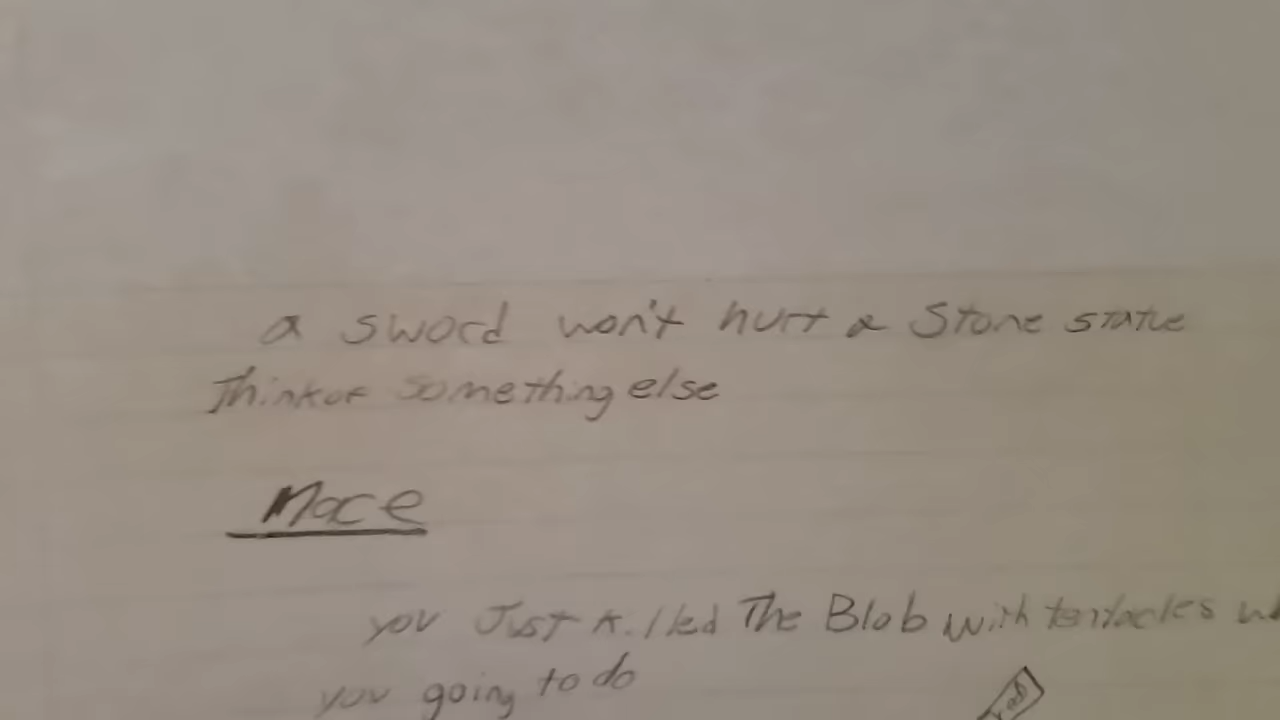 a sword won't hurt a Stone statue
Think of something else
Mace
you Just killed The Blob with tentacles
you going to do